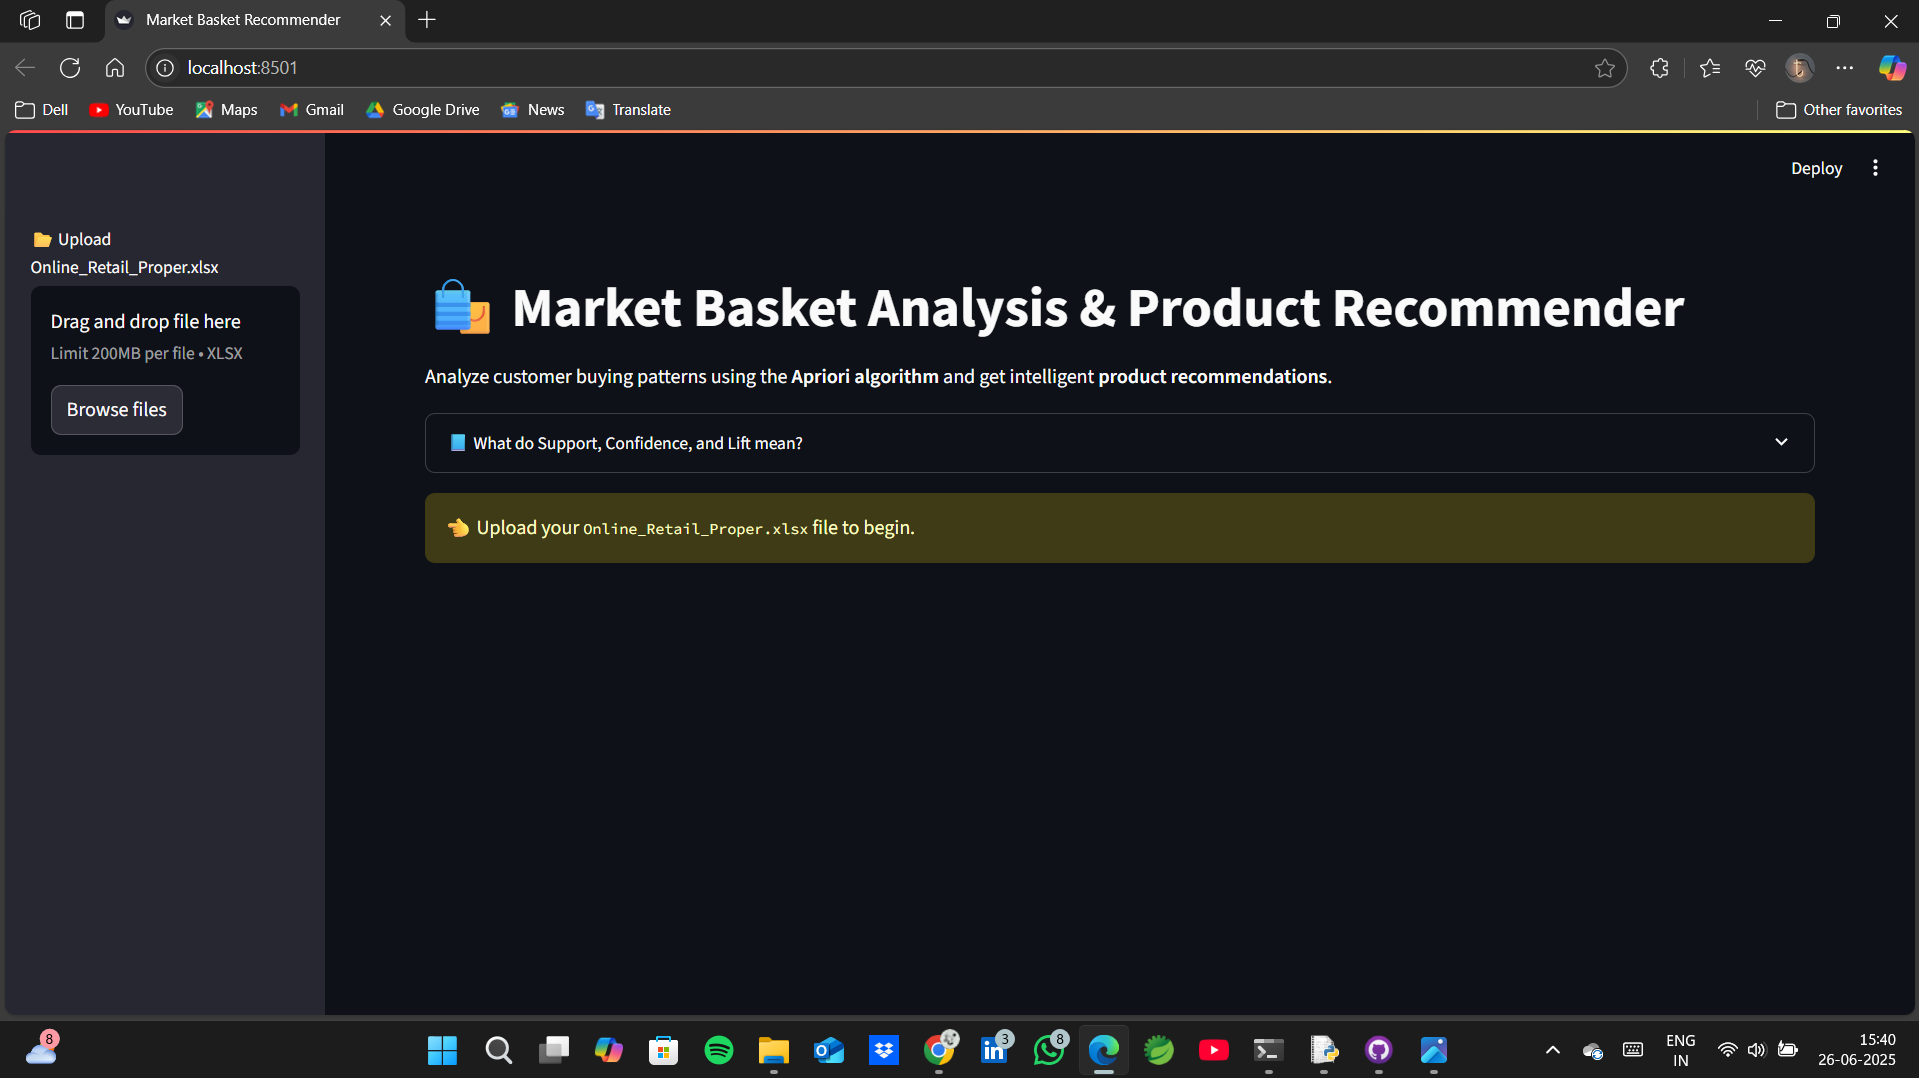 Market Basket Recommender
localhost:8501
Dell
YouTube
Maps
Gmail
Google Drive
News
Translate
Other favorites
Deploy
Upload
Online_Retail_Proper.xlsx
Drag and drop file here
Limit 200MB per file • XLSX
Browse files
Market Basket Analysis & Product Recommender
Analyze customer buying patterns using the Apriori algorithm and get intelligent product recommendations.
What do Support, Confidence, and Lift mean?
Upload your Online_Retail_Proper.xlsx file to begin.
8
3
8
ENG
IN
15:40
26-06-2025